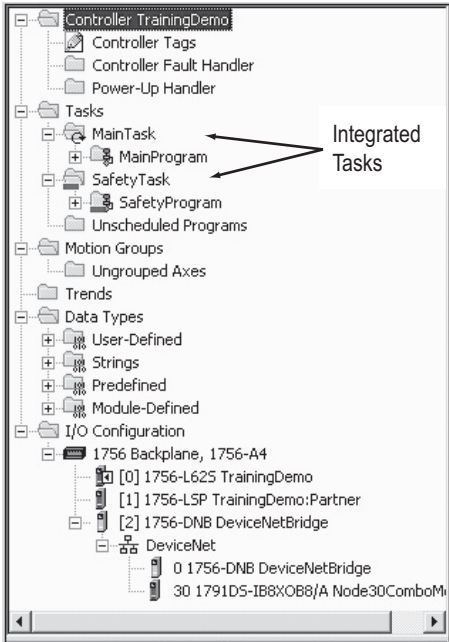 Controller TrainingDemo
Controller Tags
Controller Fault Handler
Power-Up Handler
Tasks
MainTask
MainProgram
SafetyTask
SafetyProgram
Unscheduled Programs
Integrated
Tasks
Motion Groups
Ungrouped Axes
Trends
Data Types
User-Defined
Strings
Predefined
Module-Defined
I/O Configuration
1756 Backplane, 1756-A4
[0] 1756-L62S TrainingDemo
[1] 1756-LSP TrainingDemo:Partner
[2] 1756-DNB DeviceNetBridge
DeviceNet
0 1756-DNB DeviceNetBridge
30 1791DS-IB8XOB8/A Node30ComboM